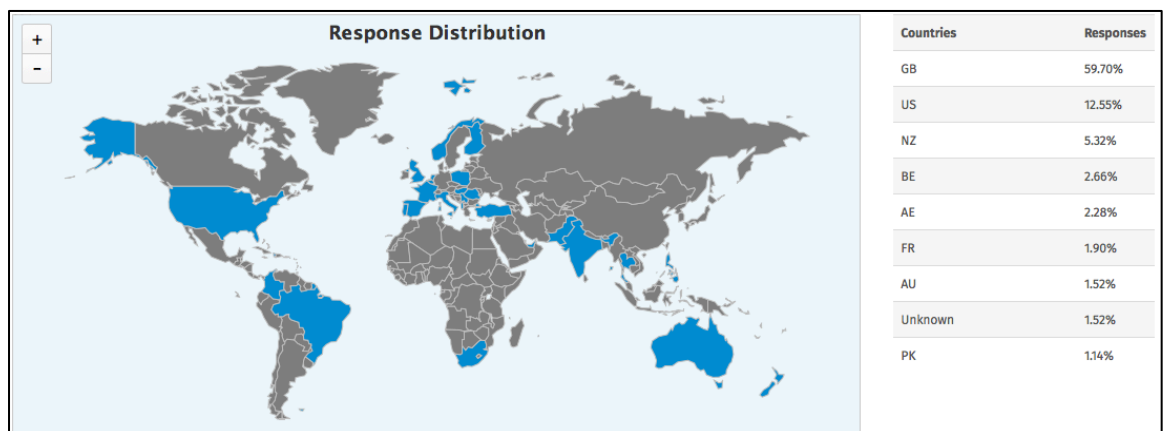 +
-
Response Distribution
Countries Responses
GB 59.70%
US 12.55%
NZ 5.32%
BE 2.66%
AE 2.28%
FR 1.90%
AU 1.52%
Unknown 1.52%
PK 1.14%